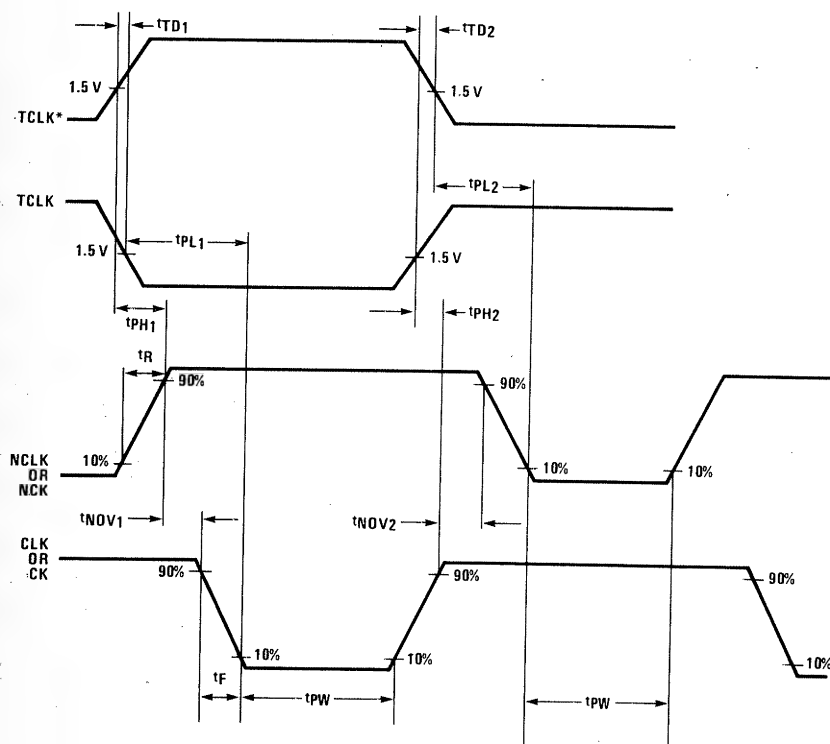 tTD1
tTD2
1.5 V
1.5 V
TCLK*
tPL2
TCLK
tPL1
1.5 V
1.5 V
tPH1
tPH2
tR
90%
90%
NCLK
OR
NCK
10%
10%
10%
tNOV1
tNOV2
CLK
OR
CK
90%
90%
90%
10%
10%
10%
tF
tPW
tPW